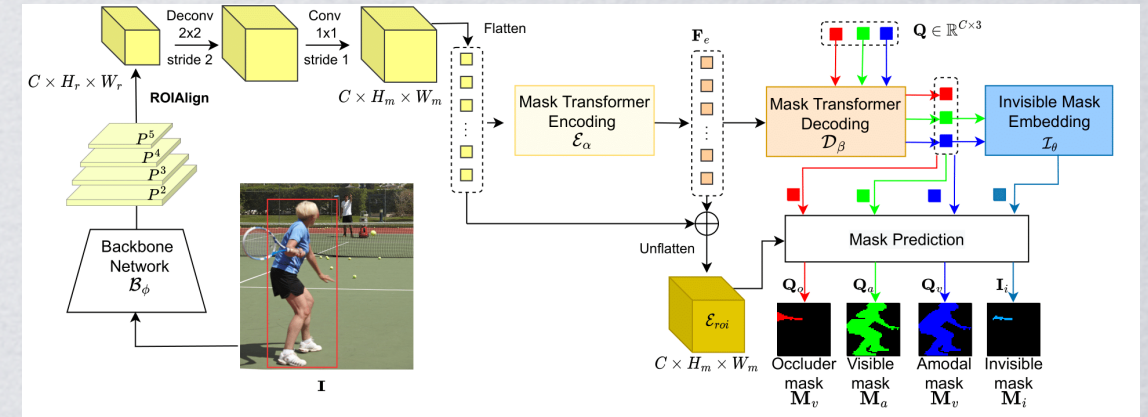 Deconv
2x2
stride 2
Conv
1x1
stride 1
Flatten
C × H_r × W_r
ROIAlign
C × H_m × W_m
P^5
P^4
P^3
P^2
Backbone
Network
𝓑_ϕ
I
Mask Transformer
Encoding
𝓔_α
F_e
Q ∈ ℝ^{C×3}
Mask Transformer
Decoding
𝓓_β
Invisible Mask
Embedding
𝓘_θ
Unflatten
Mask Prediction
𝓔_{roi}
C × H_m × W_m
Q_o
Q_a
Q_v
I_i
Occluder
mask
M_v
Visible
mask
M_a
Amodal
mask
M_v
Invisible
mask
M_i